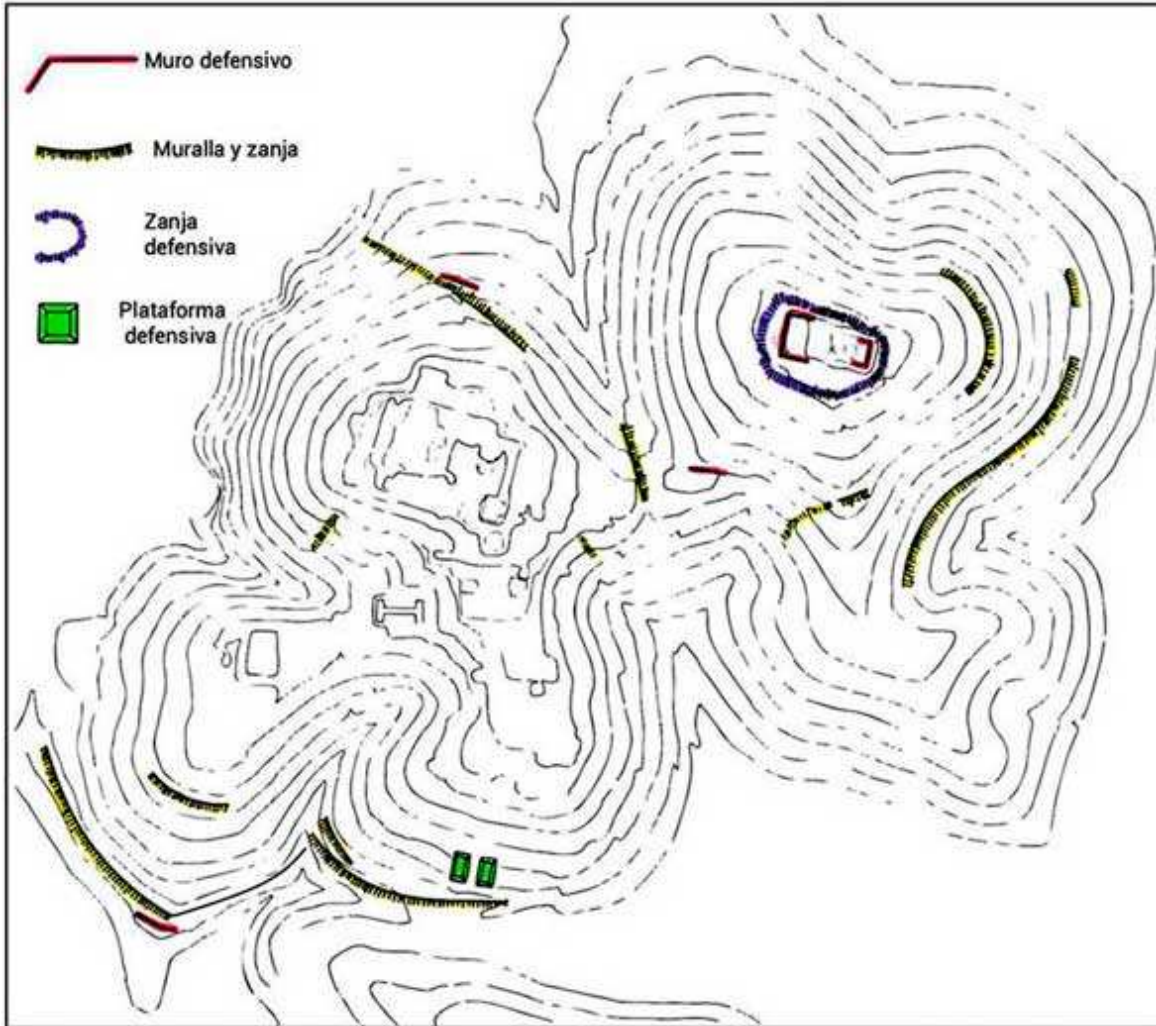 Muro defensivo
Muralla y zanja
Zanja
defensiva
Plataforma
defensiva